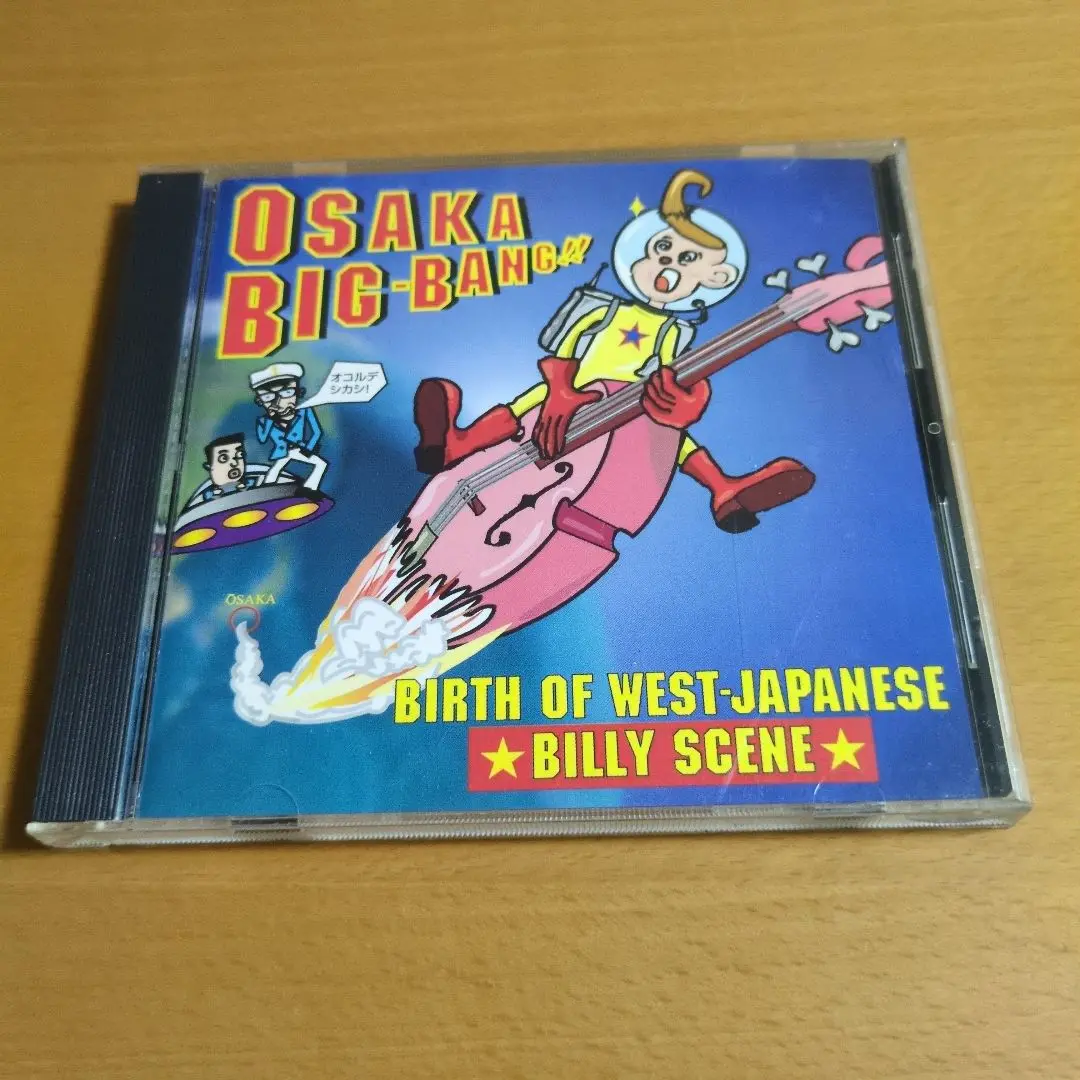 OSAKA
BIG-BANG!!
オコルデ
シカシ!
OSAKA
BIRTH OF WEST-JAPANESE
★BILLY SCENE★